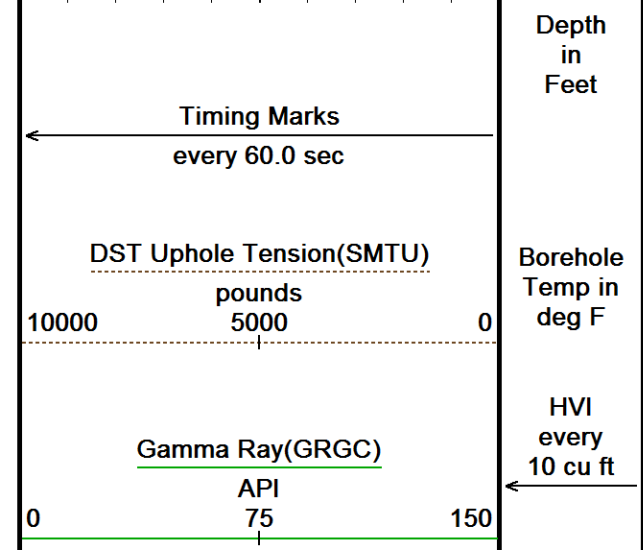 Depth
in
Feet
Timing Marks
every 60.0 sec
DST Uphole Tension(SMTU)
pounds
10000 5000 0
Borehole
Temp in
deg F
HVI
every
10 cu ft
Gamma Ray(GRGC)
API
0 75 150